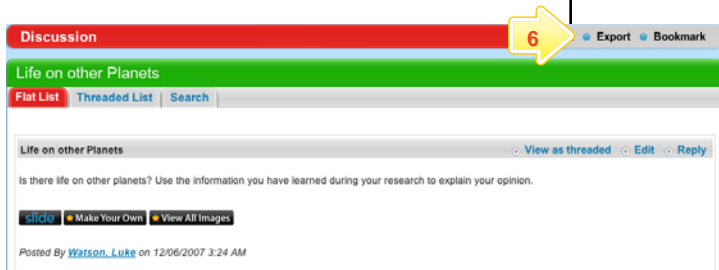 Discussion 6 Export Bookmark
Life on other Planets
Flat List Threaded List Search
Life on other Planets View as threaded Edit Reply
Is there life on other planets? Use the information you have learned during your research to explain your opinion.
slide Make Your Own View All Images
Posted By Watson, Luke on 12/06/2007 3:24 AM